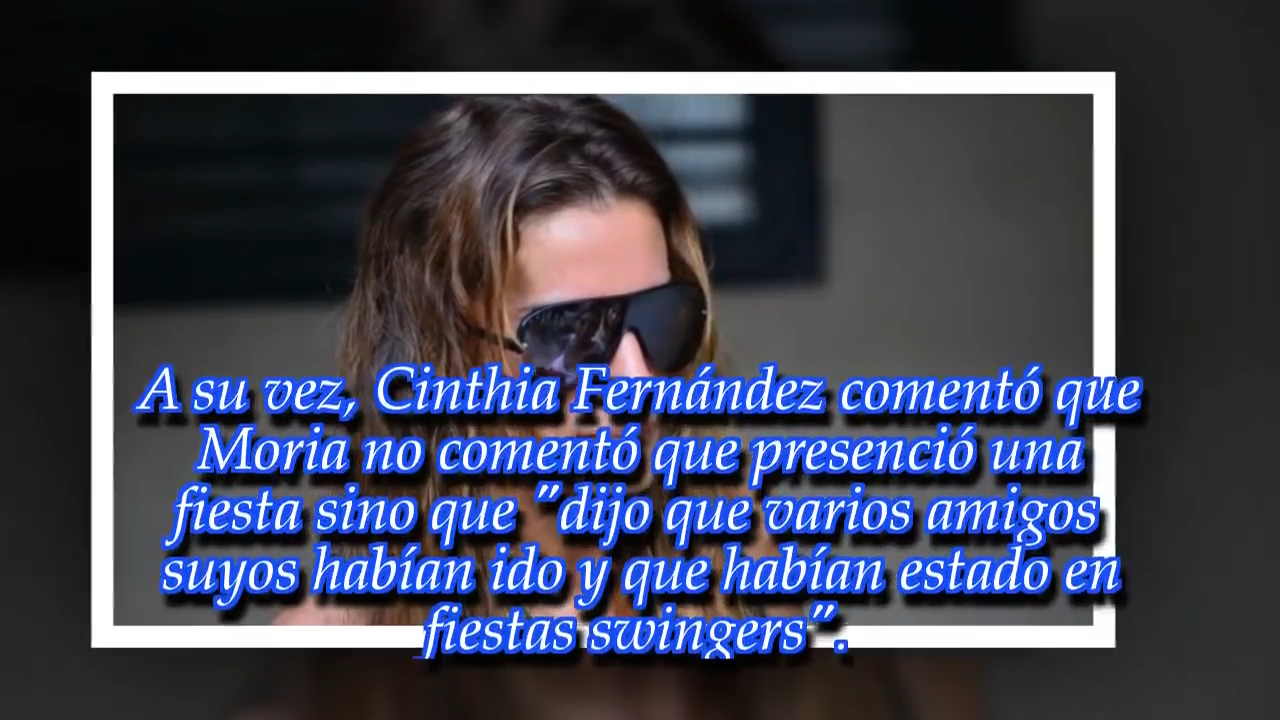 A su vez, Cinthia Fernández comentó que
Moria no comentó que presenció una
fiesta sino que "dijo que varios amigos
suyos habían ido y que habían estado en
fiestas swingers".